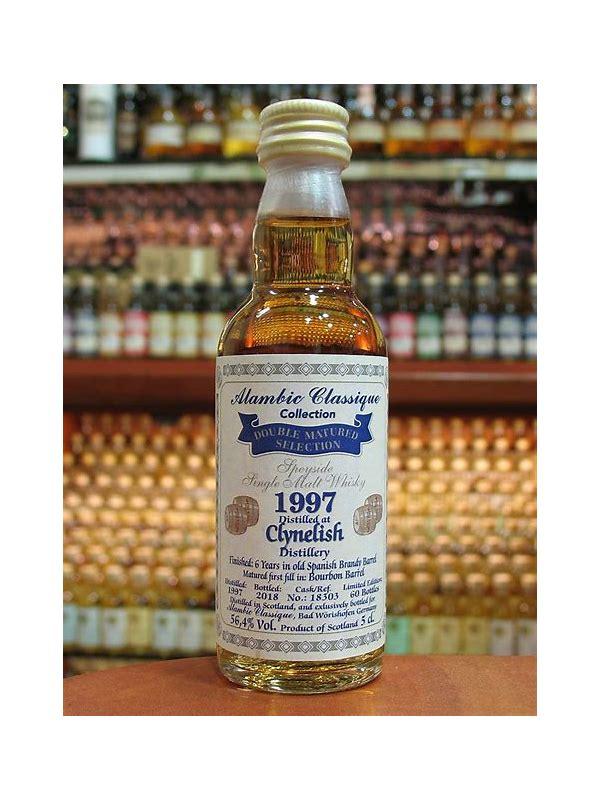 Alambic Classique
Collection
DOUBLE MATURED
SELECTION
Speyside
Single Malt Whisky
1997
Distilled at
Clynelish
Distillery
Finished: 6 Years in old Spanish Brandy Barrel
Matured first fill in: Bourbon Barrel
Distilled: Bottled: Cask/Ref. Limited Edition:
1997 2018 No.: 18303 60 Bottles
Distilled in Scotland, and exlusively bottled for
Alambic Classique, Bad Wörishofen Germany
56,4% Vol. Product of Scotland 5 cl.